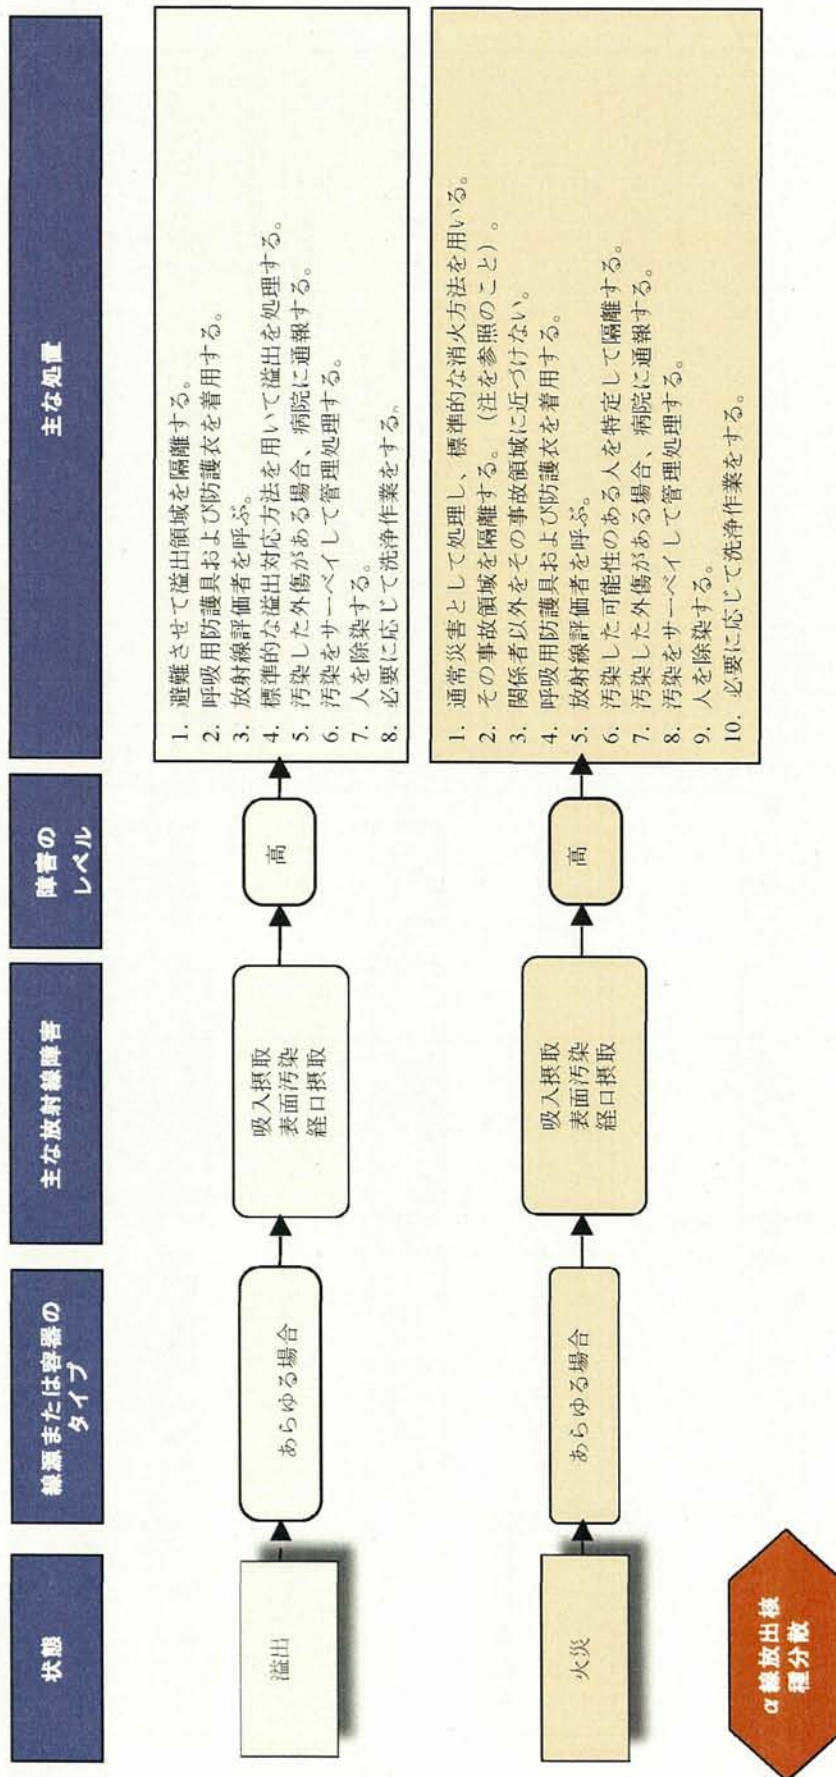 状態
線源または容器の
タイプ
主な放射線障害
障害の
レベル
主な処置
溢出
あらゆる場合
吸入摂取
表面汚染
経口摂取
高
1. 避難させて溢出領域を隔離する。
2. 呼吸用防護具および防護衣を着用する。
3. 放射線評価者を呼ぶ。
4. 標準的な溢出対応方法を用いて溢出を処理する。
5. 汚染した外傷がある場合、病院に通報する。
6. 汚染をサーベイして管理処理する。
7. 人を除染する。
8. 必要に応じて洗浄作業をする。
火災
あらゆる場合
吸入摂取
表面汚染
経口摂取
高
1. 通常災害として処理し、標準的な消火方法を用いる。
2. その事故領域を隔離する。（注を参照のこと）。
3. 関係者以外をその事故領域に近づけない。
4. 呼吸用防護具および防護衣を着用する。
5. 放射線評価者を呼ぶ。
6. 汚染した可能性のある人を特定して隔離する。
7. 汚染した外傷がある場合、病院に通報する。
8. 汚染をサーベイして管理処理する。
9. 人を除染する。
10. 必要に応じて洗浄作業をする。
α線放出核
種分散